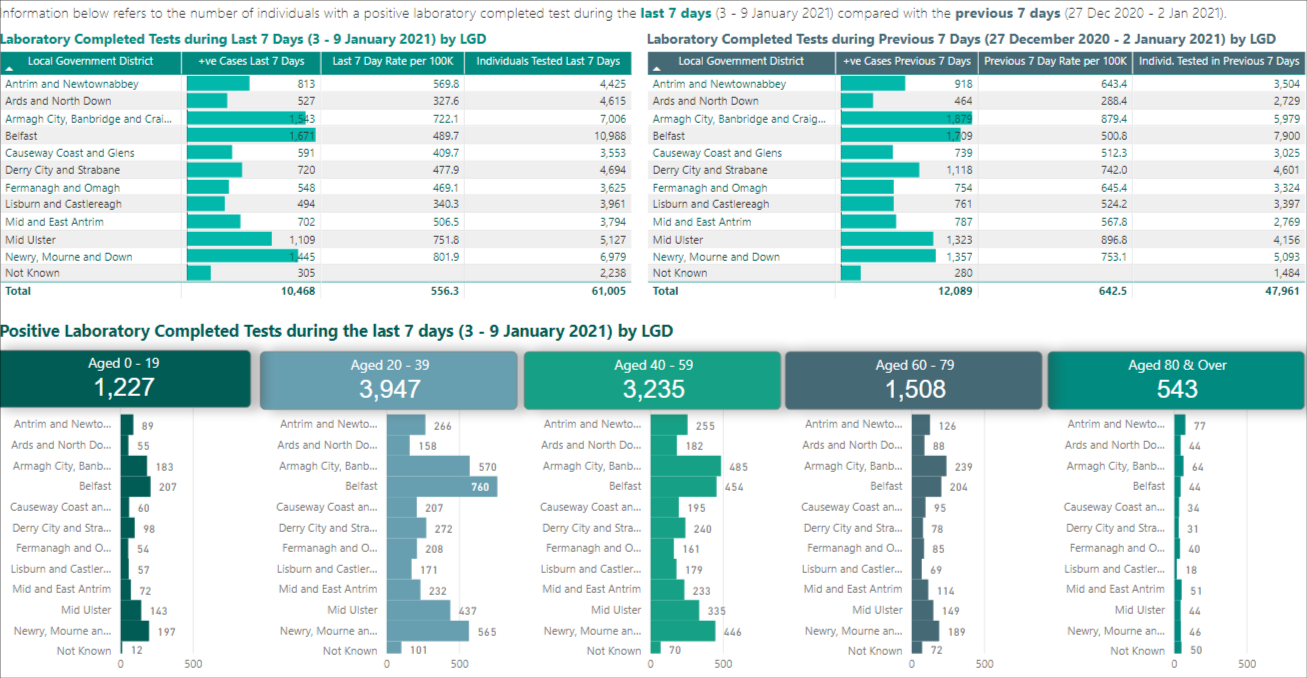 nformation below refers to the number of individuals with a positive laboratory completed test during the last 7 days (3 - 9 January 2021) compared with the previous 7 days (27 Dec 2020 - 2 Jan 2021).
Laboratory Completed Tests during Last 7 Days (3 - 9 January 2021) by LGD
Local Government District +ve Cases Last 7 Days Last 7 Day Rate per 100K Individuals Tested Last 7 Days
Antrim and Newtownabbey 813 569.8 4,425
Ards and North Down 527 327.6 4,615
Armagh City, Banbridge and Crai... 1,543 722.1 7,006
Belfast 1,671 489.7 10,988
Causeway Coast and Glens 591 409.7 3,553
Derry City and Strabane 720 477.9 4,694
Fermanagh and Omagh 548 469.1 3,625
Lisburn and Castlereagh 494 340.3 3,961
Mid and East Antrim 702 506.5 3,794
Mid Ulster 1,109 751.8 5,127
Newry, Mourne and Down 1,445 801.9 6,979
Not Known 305 2,238
Total 10,468 556.3 61,005
Laboratory Completed Tests during Previous 7 Days (27 December 2020 - 2 January 2021) by LGD
Local Government District +ve Cases Previous 7 Days Previous 7 Day Rate per 100K Individ. Tested in Previous 7 Days
Antrim and Newtownabbey 918 643.4 3,504
Ards and North Down 464 288.4 2,729
Armagh City, Banbridge and Craig... 1,879 879.4 5,979
Belfast 1,709 500.8 7,900
Causeway Coast and Glens 739 512.3 3,025
Derry City and Strabane 1,118 742.0 4,601
Fermanagh and Omagh 754 645.4 3,324
Lisburn and Castlereagh 761 524.2 3,397
Mid and East Antrim 787 567.8 2,769
Mid Ulster 1,323 896.8 4,156
Newry, Mourne and Down 1,357 753.1 5,093
Not Known 280 1,484
Total 12,089 642.5 47,961
Positive Laboratory Completed Tests during the last 7 days (3 - 9 January 2021) by LGD
Aged 0 - 19
1,227
Antrim and Newto... 89
Ards and North Do... 55
Armagh City, Banb... 183
Belfast 207
Causeway Coast an... 60
Derry City and Stra... 98
Fermanagh and O... 54
Lisburn and Castler... 57
Mid and East Antrim 72
Mid Ulster 143
Newry, Mourne an... 197
Not Known 12
0 500
Aged 20 - 39
3,947
Antrim and Newto... 266
Ards and North Do... 158
Armagh City, Banb... 570
Belfast 760
Causeway Coast an... 207
Derry City and Stra... 272
Fermanagh and O... 208
Lisburn and Castler... 171
Mid and East Antrim 232
Mid Ulster 437
Newry, Mourne an... 565
Not Known 101
0 500
Aged 40 - 59
3,235
Antrim and Newto... 255
Ards and North Do... 182
Armagh City, Banb... 485
Belfast 454
Causeway Coast an... 195
Derry City and Stra... 240
Fermanagh and O... 161
Lisburn and Castler... 179
Mid and East Antrim 233
Mid Ulster 335
Newry, Mourne an... 446
Not Known 70
0 500
Aged 60 - 79
1,508
Antrim and Newto... 126
Ards and North Do... 88
Armagh City, Banb... 239
Belfast 204
Causeway Coast an... 95
Derry City and Stra... 78
Fermanagh and O... 85
Lisburn and Castler... 69
Mid and East Antrim 114
Mid Ulster 149
Newry, Mourne an... 189
Not Known 72
0 500
Aged 80 & Over
543
Antrim and Newto... 77
Ards and North Do... 44
Armagh City, Banb... 64
Belfast 44
Causeway Coast an... 34
Derry City and Stra... 31
Fermanagh and O... 40
Lisburn and Castler... 18
Mid and East Antrim 51
Mid Ulster 44
Newry, Mourne an... 46
Not Known 50
0 500